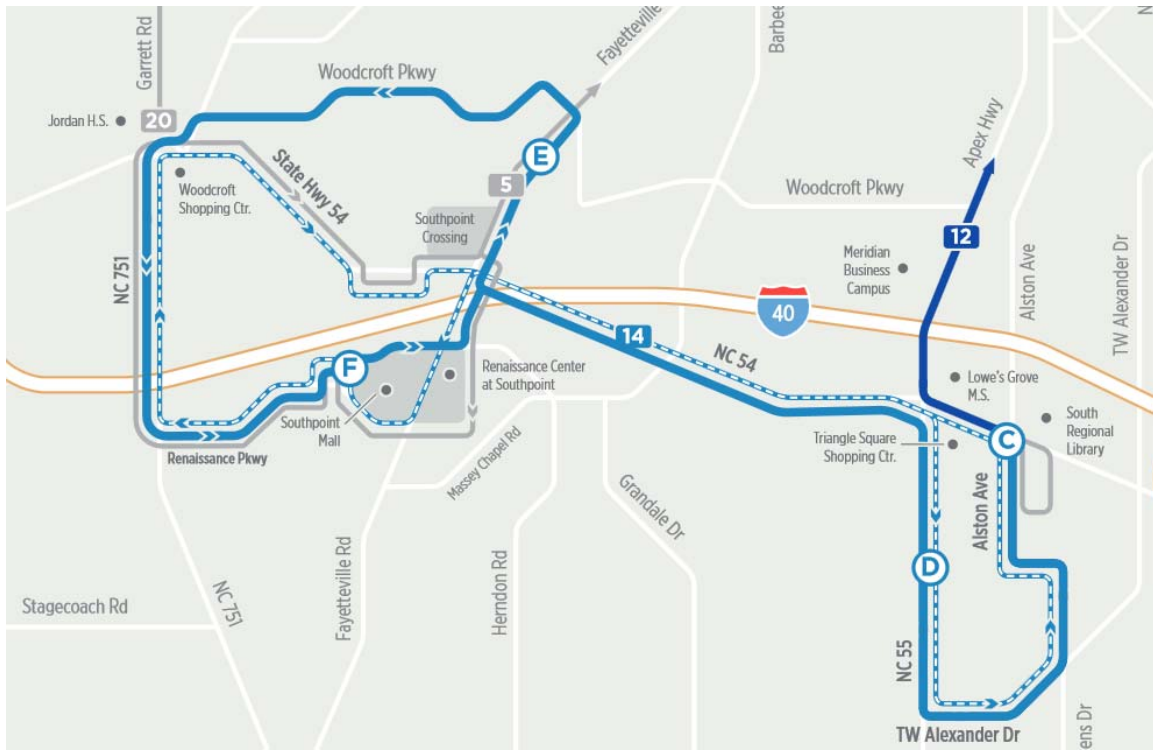 Garrett Rd
Fayetteville
Barbee
N
Woodcroft Pkwy
Jordan H.S.
20
E
Apex Hwy
State Hwy 54
5
Woodcroft
Shopping Ctr.
Woodcroft Pkwy
Southpoint
Crossing
12
Alston Ave
TW Alexander Dr
Meridian
Business
Campus
NC 751
40
14
NC 54
F
Renaissance Center
at Southpoint
Lowe's Grove
M.S.
Southpoint
Mall
South
Regional
Library
C
Triangle Square
Shopping Ctr.
Renaissance Pkwy
Massey Chapel Rd
Grandale Dr
Alston Ave
D
Fayetteville Rd
Herndon Rd
NC 751
Stagecoach Rd
NC 55
ens Dr
TW Alexander Dr